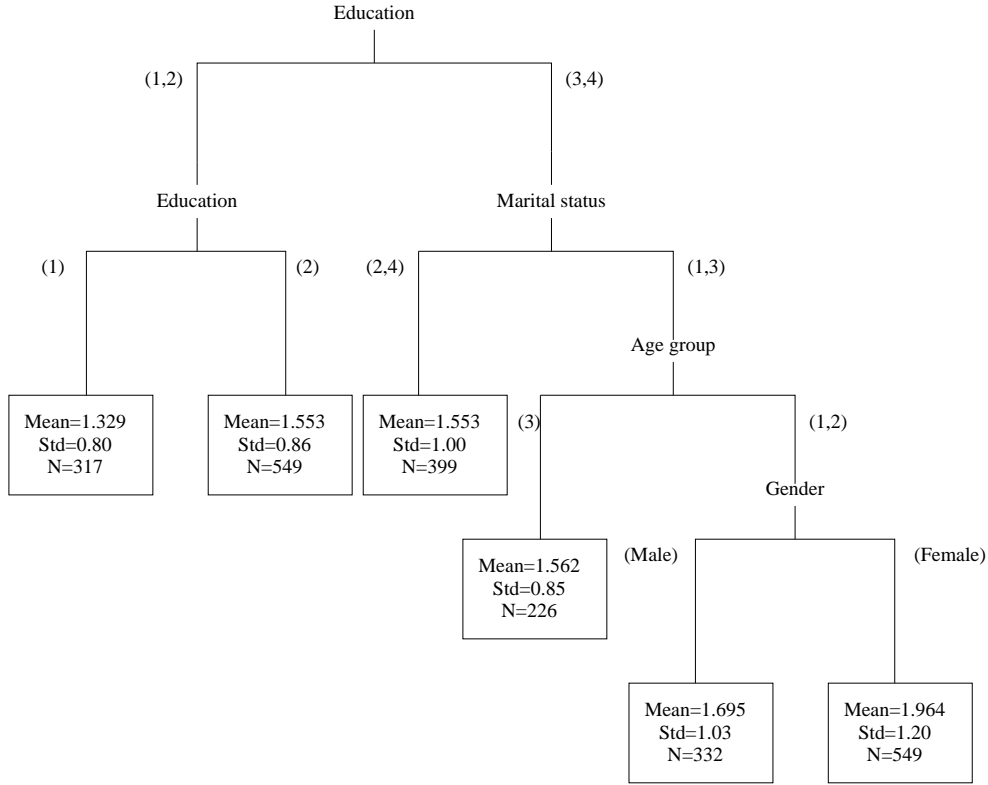 Education
(1,2)
(3,4)
Education
Marital status
(1)
(2)
(2,4)
(1,3)
Age group
Mean=1.329
Std=0.80
N=317
Mean=1.553
Std=0.86
N=549
Mean=1.553
Std=1.00
N=399
(3)
(1,2)
Gender
Mean=1.562
Std=0.85
N=226
(Male)
(Female)
Mean=1.695
Std=1.03
N=332
Mean=1.964
Std=1.20
N=549